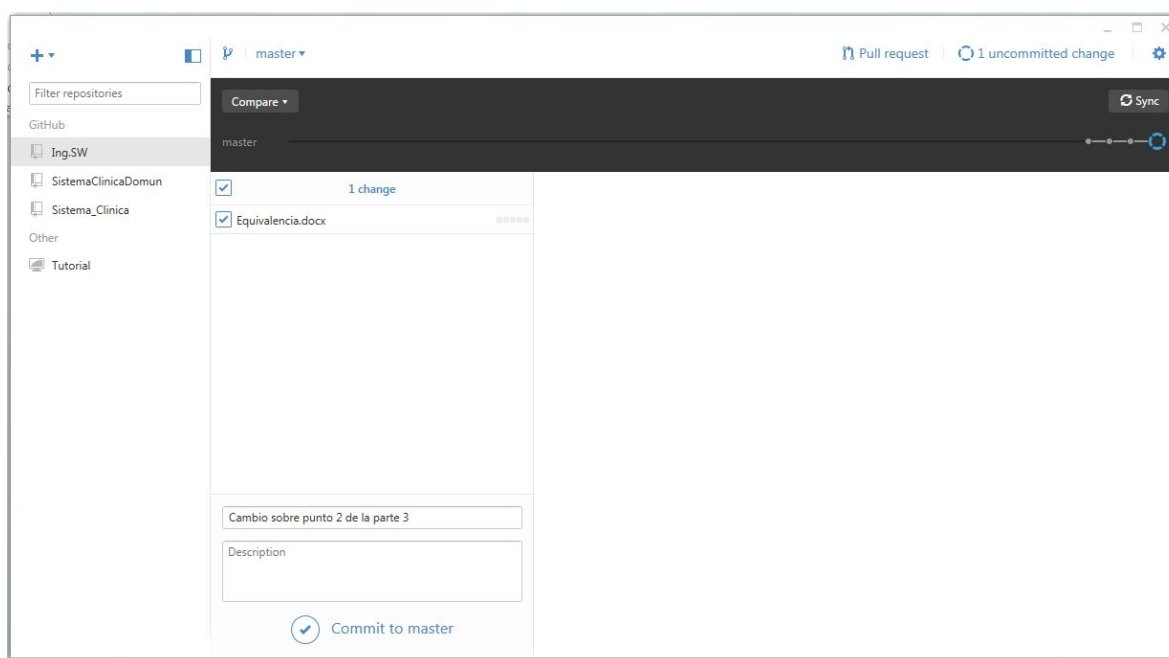 master
Pull request
1 uncommitted change
Filter repositories
GitHub
Ing.SW
SistemaClinicaDomun
Sistema_Clinica
Other
Tutorial
Compare
Sync
master
1 change
Equivalencia.docx
Cambio sobre punto 2 de la parte 3
Description
Commit to master